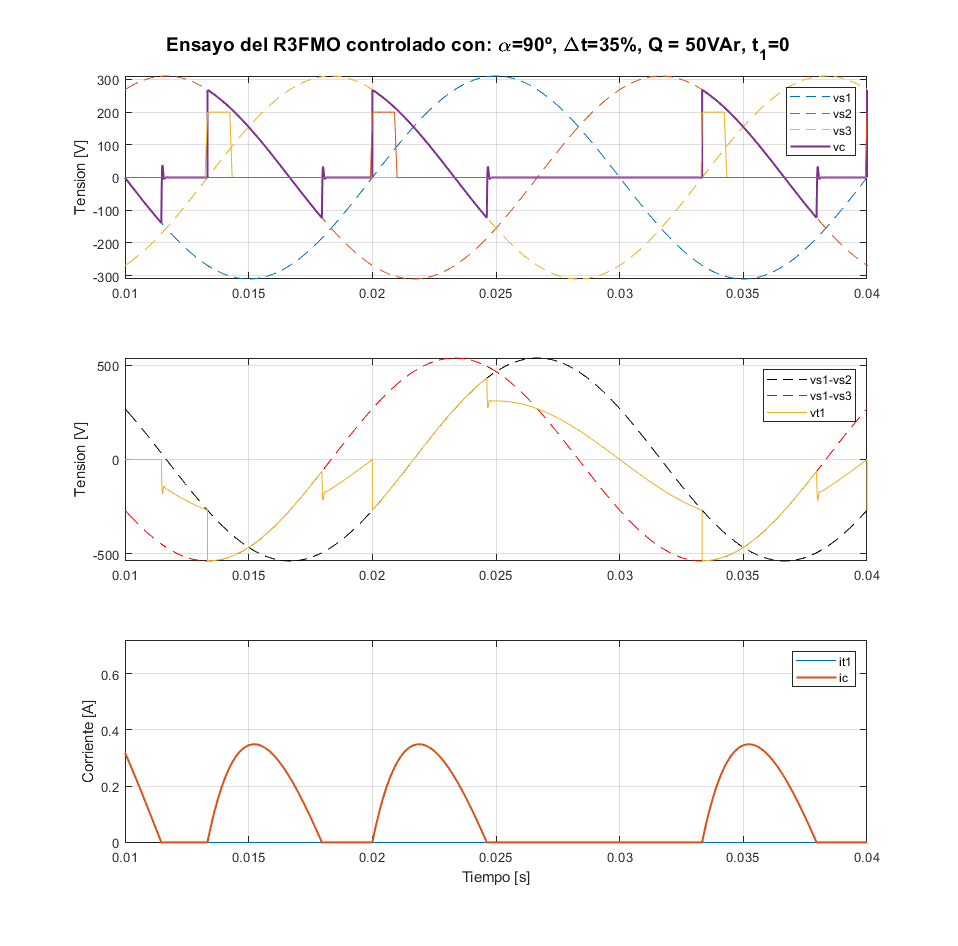 Ensayo del R3FMO controlado con: α=90º, Δt=35%, Q = 50VAr, t₁=0
300
200
100
0
-100
-200
-300
Tension [V]
vs1
vs2
vs3
vc
0.01 0.015 0.02 0.025 0.03 0.035 0.04
500
0
-500
Tension [V]
vs1-vs2
vs1-vs3
vt1
0.01 0.015 0.02 0.025 0.03 0.035 0.04
0.6
0.4
0.2
0
Corriente [A]
it1
ic
0.01 0.015 0.02 0.025 0.03 0.035 0.04
Tiempo [s]